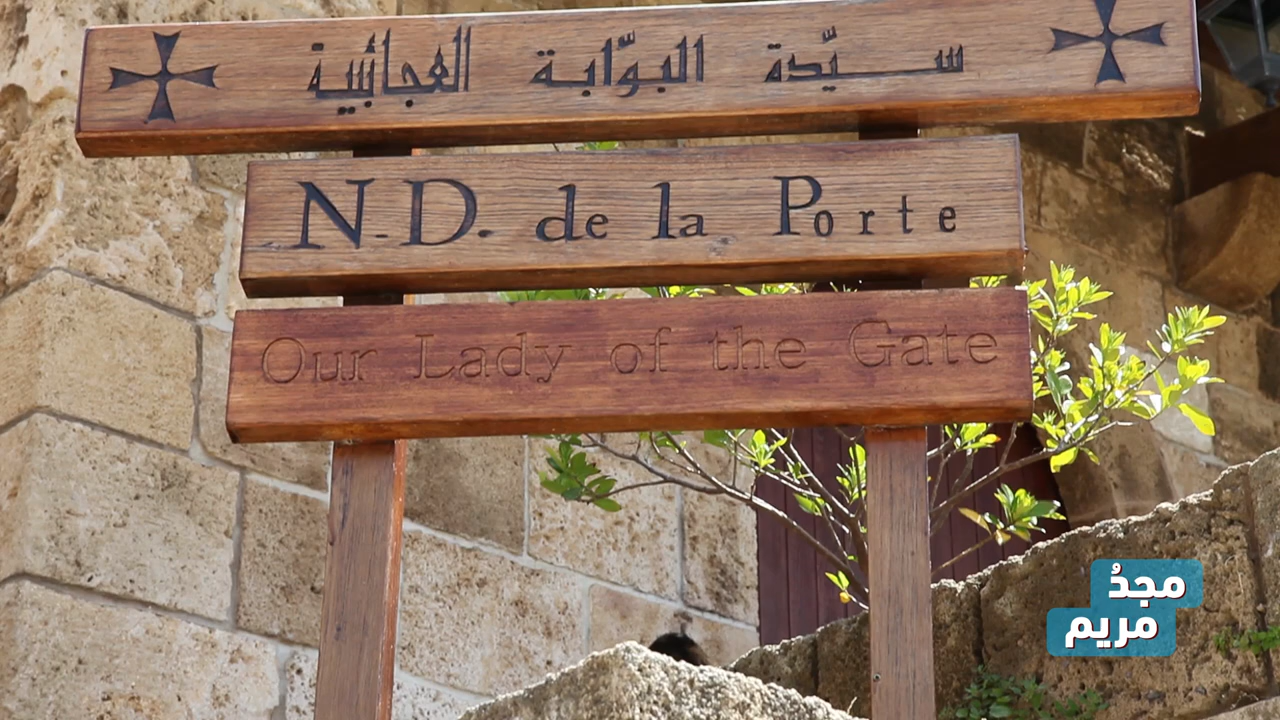 سيّدة البوّابة العجائبية
N.D. de la Porte
Our Lady of the Gate
مجدُ
مريم